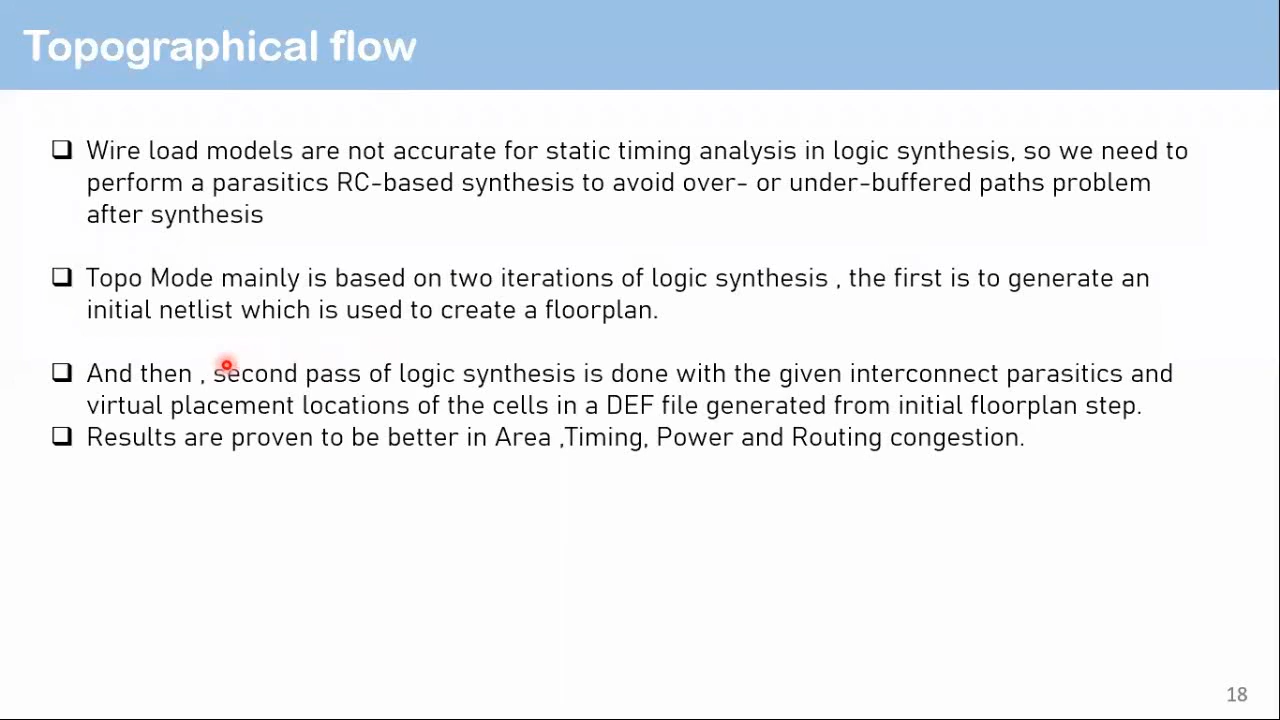 Topographical flow
Wire load models are not accurate for static timing analysis in logic synthesis, so we need to
perform a parasitics RC-based synthesis to avoid over- or under-buffered paths problem
after synthesis
Topo Mode mainly is based on two iterations of logic synthesis , the first is to generate an
initial netlist which is used to create a floorplan.
And then , second pass of logic synthesis is done with the given interconnect parasitics and
virtual placement locations of the cells in a DEF file generated from initial floorplan step.
Results are proven to be better in Area ,Timing, Power and Routing congestion.
18